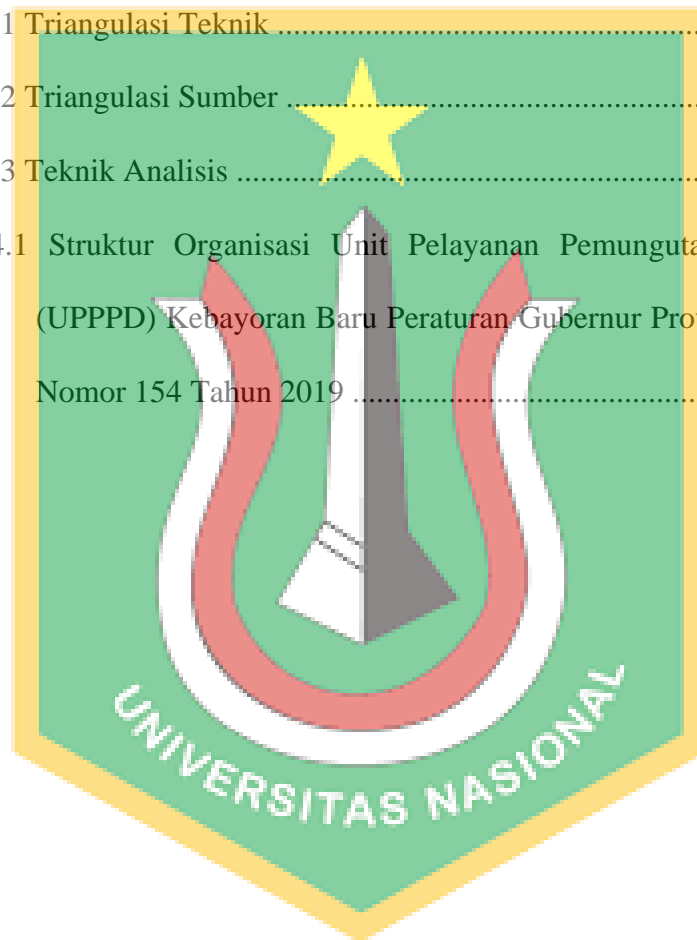 1 Triangulasi Teknik ..........................................................
2 Triangulasi Sumber .........................................................
3 Teknik Analisis ................................................................
.1 Struktur Organisasi Unit Pelayanan Pemunguta
(UPPPD) Kebayoran Baru Peraturan Gubernur Prov
Nomor 154 Tahun 2019 ................................................
UNIVERSITAS NASIONAL